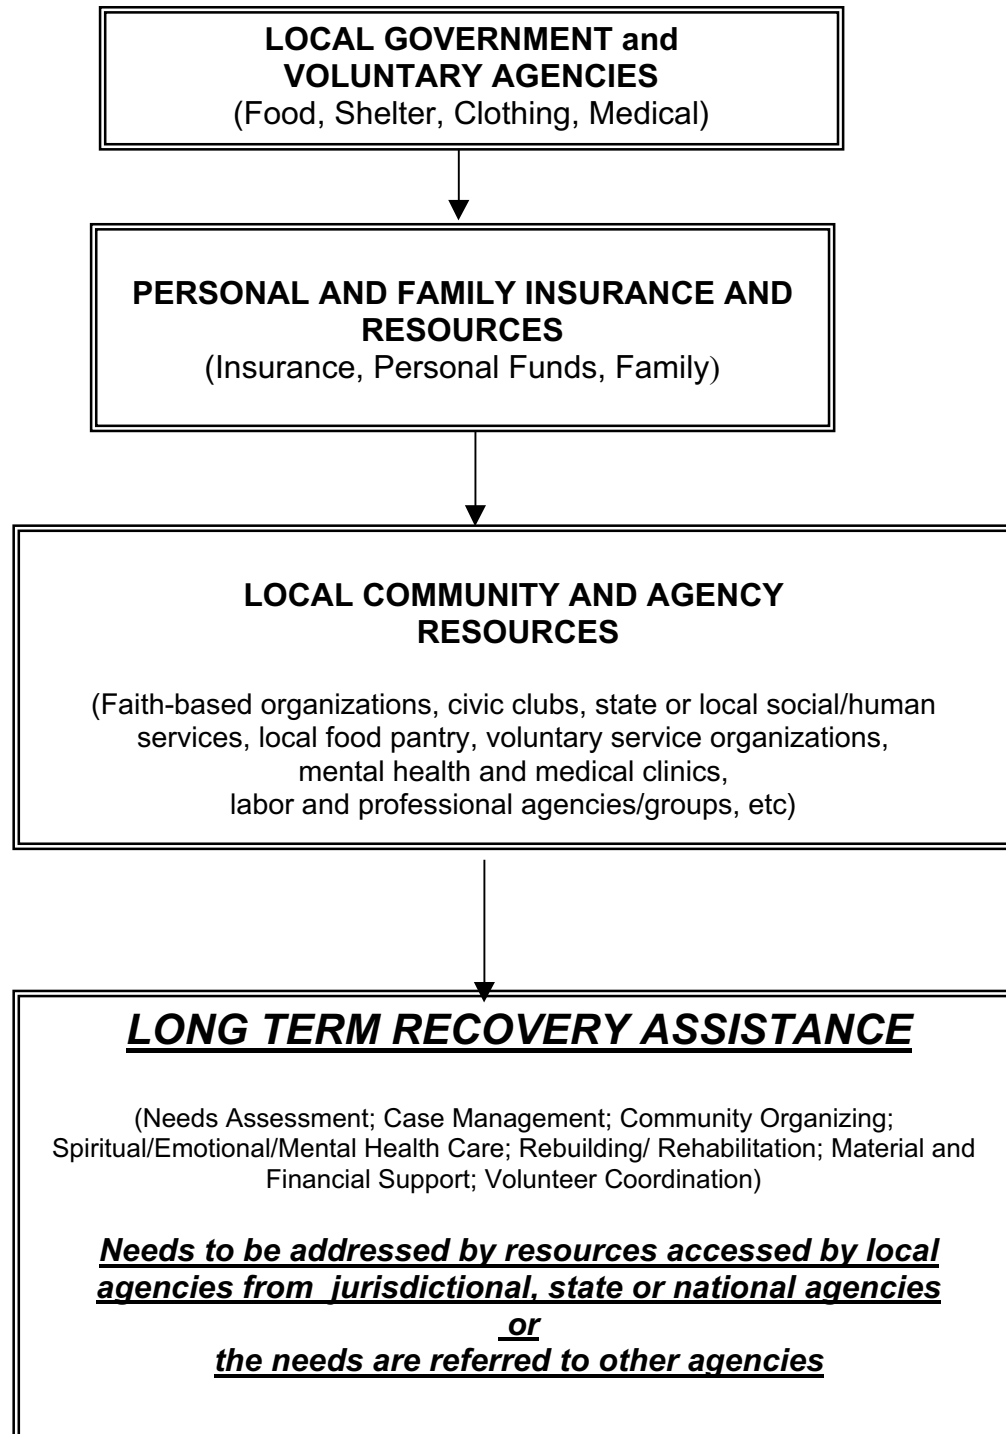 LOCAL GOVERNMENT and
VOLUNTARY AGENCIES
(Food, Shelter, Clothing, Medical)
PERSONAL AND FAMILY INSURANCE AND
RESOURCES
(Insurance, Personal Funds, Family)
LOCAL COMMUNITY AND AGENCY
RESOURCES
(Faith-based organizations, civic clubs, state or local social/human
services, local food pantry, voluntary service organizations,
mental health and medical clinics,
labor and professional agencies/groups, etc)
LONG TERM RECOVERY ASSISTANCE
(Needs Assessment; Case Management; Community Organizing;
Spiritual/Emotional/Mental Health Care; Rebuilding/ Rehabilitation; Material and
Financial Support; Volunteer Coordination)
Needs to be addressed by resources accessed by local
agencies from  jurisdictional, state or national agencies
or
the needs are referred to other agencies